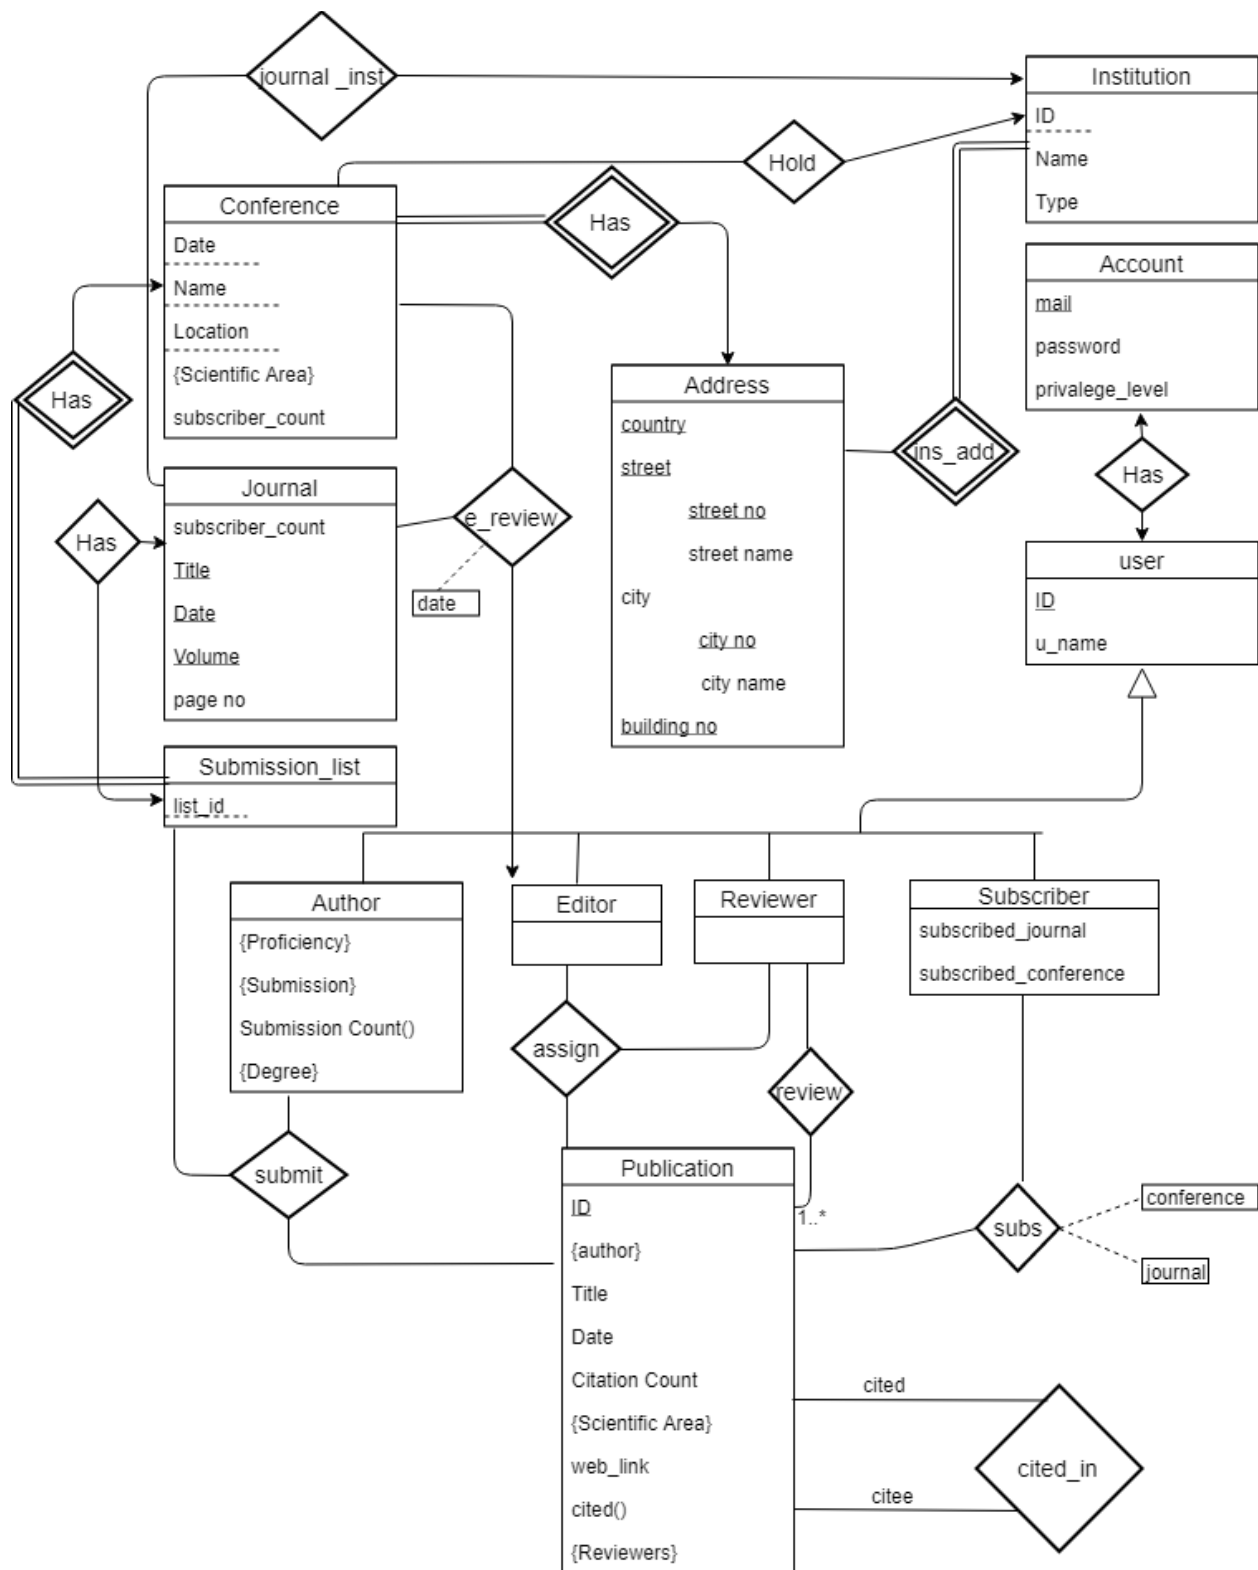 journal _inst
Institution
ID
Name
Type
Hold
Conference
Date
Name
Location
{Scientific Area}
subscriber_count
Has
Account
mail
password
privalege_level
Has
Address
country
street
street no
street name
city
city no
city name
building no
ins_add
Has
user
ID
u_name
Journal
subscriber_count
Title
Date
Volume
page no
Has
e_review
date
Submission_list
list_id
Author
{Proficiency}
{Submission}
Submission Count()
{Degree}
Editor
Reviewer
Subscriber
subscribed_journal
subscribed_conference
assign
review
submit
Publication
ID
{author}
Title
Date
Citation Count
{Scientific Area}
web_link
cited()
{Reviewers}
1..*
subs
conference
journal
cited
citee
cited_in